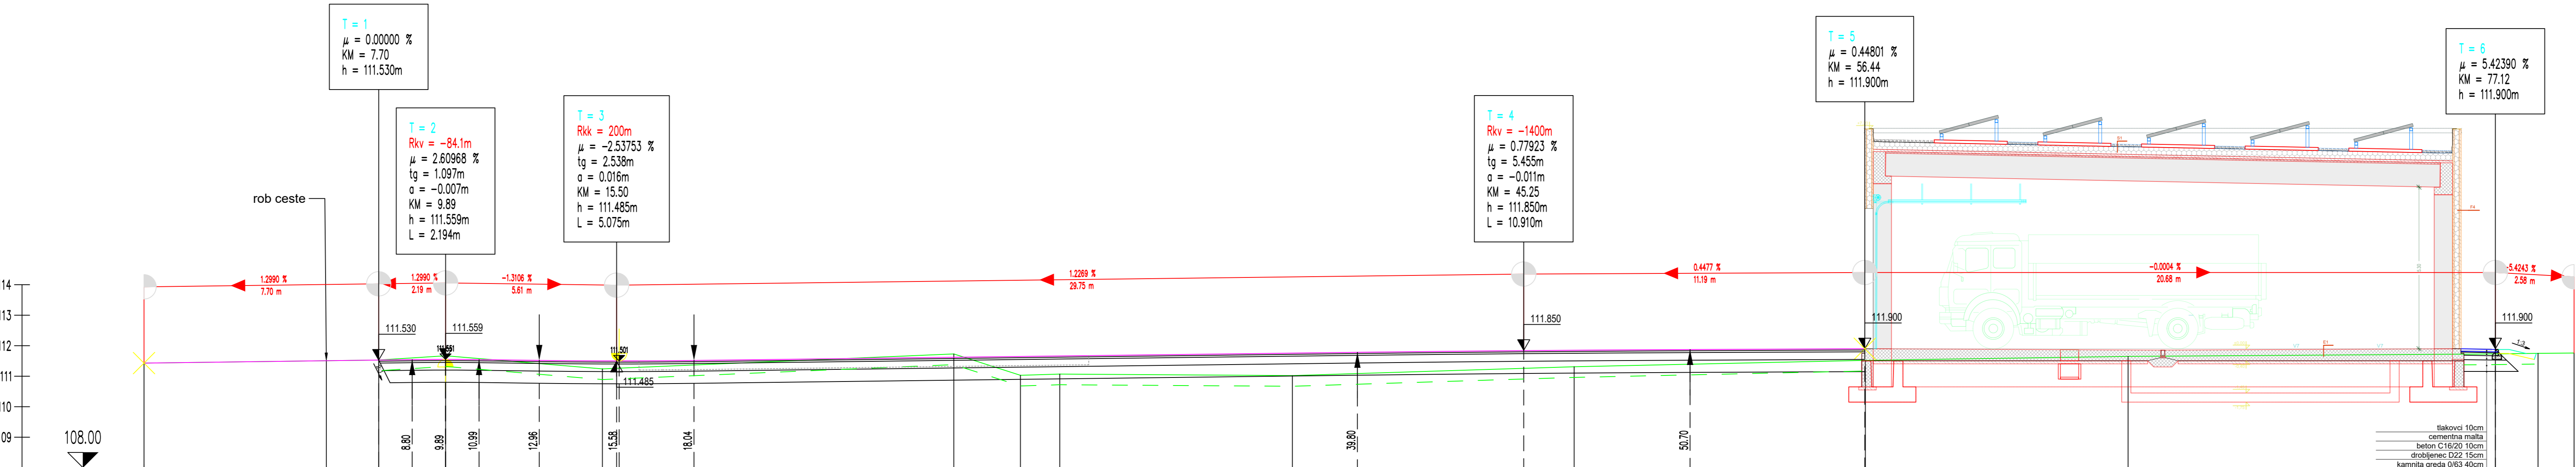 T = 1
μ = 0.00000 %
KM = 7.70
h = 111.530m
T = 2
Rkv = -84.1m
μ = 2.60968 %
tg = 1.097m
a = -0.007m
KM = 9.89
h = 111.559m
L = 2.194m
T = 3
Rkk = 200m
μ = -2.53753 %
tg = 2.538m
a = 0.016m
KM = 15.50
h = 111.485m
L = 5.075m
T = 4
Rkv = -1400m
μ = 0.77923 %
tg = 5.455m
a = -0.011m
KM = 45.25
h = 111.850m
L = 10.910m
T = 5
μ = 0.44801 %
KM = 56.44
h = 111.900m
T = 6
μ = 5.42390 %
KM = 77.12
h = 111.900m
rob ceste
1.2990 %
7.70 m
1.2990 %
2.19 m
-1.3106 %
5.61 m
1.2269 %
29.75 m
0.4477 %
11.19 m
-0.0004 %
20.68 m
-5.4243 %
2.58 m
111.530
111.559
111.551
111.501
111.485
111.850
111.900
111.900
1:3
14
13
12
111
110
09
108.00
8.80
9.89
10.99
12.96
15.58
18.04
39.80
50.70
tlakovci 10cm
cementna malta
beton C16/20 10cm
drobljenec D22 15cm
kamnita greda 0/63 40cm